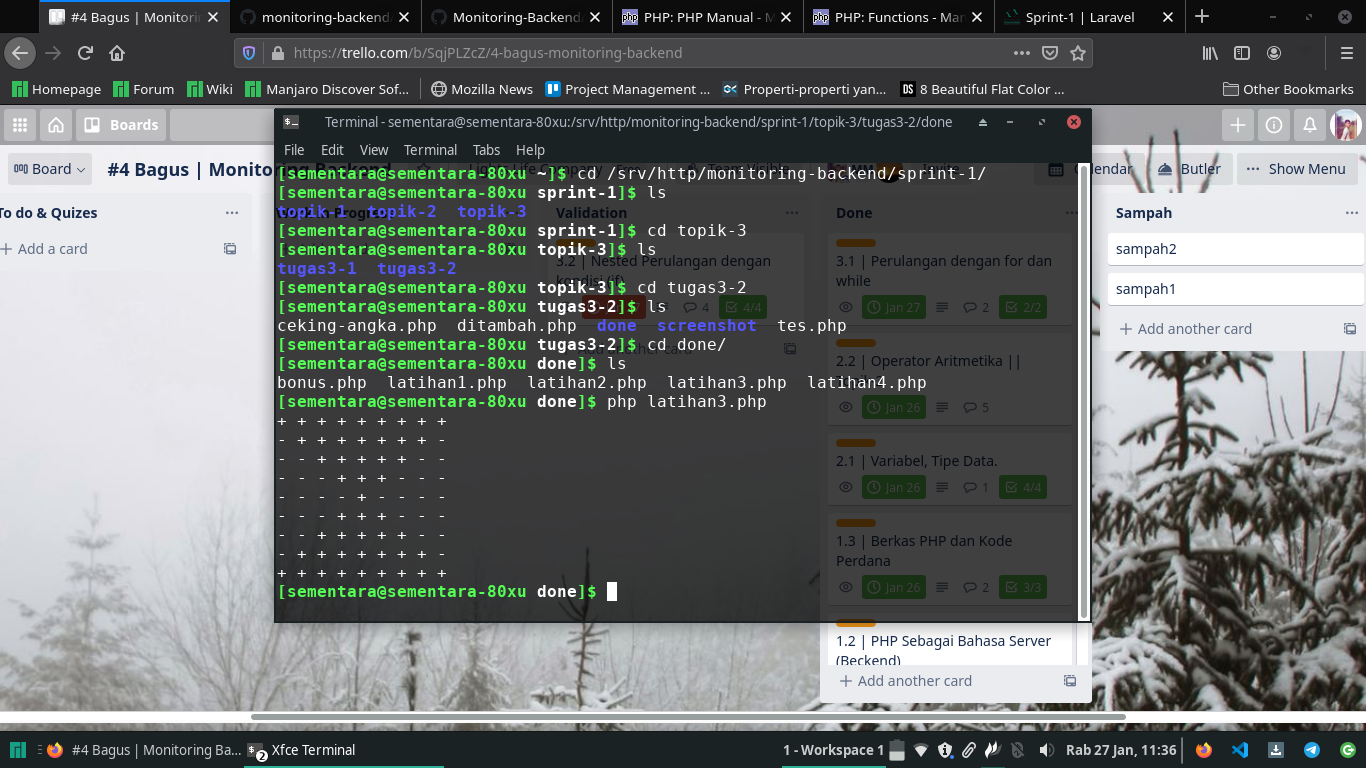 #4 Bagus | Monitorin
monitoring-backend
Monitoring-Backend
PHP: PHP Manual - M
PHP: Functions - Man
Sprint-1 | Laravel
https://trello.com/b/SqjPLZcZ/4-bagus-monitoring-backend
Homepage
Forum
Wiki
Manjaro Discover Sof...
Mozilla News
Project Management ...
Properti-properti yan...
DS 8 Beautiful Flat Color ...
Other Bookmarks
Boards
Terminal - sementara@sementara-80xu:/srv/http/monitoring-backend/sprint-1/topik-3/tugas3-2/done
File Edit View Terminal Tabs Help
Board
#4 Bagus | Monitoring Backend
Calendar
Butler
Show Menu
[sementara@sementara-80xu ~]$ cd /srv/http/monitoring-backend/sprint-1/
[sementara@sementara-80xu sprint-1]$ ls
topik-1 topik-2 topik-3
[sementara@sementara-80xu sprint-1]$ cd topik-3
[sementara@sementara-80xu topik-3]$ ls
tugas3-1 tugas3-2
[sementara@sementara-80xu topik-3]$ cd tugas3-2
[sementara@sementara-80xu tugas3-2]$ ls
ceking-angka.php ditambah.php done screenshot tes.php
[sementara@sementara-80xu tugas3-2]$ cd done/
[sementara@sementara-80xu done]$ ls
bonus.php latihan1.php latihan2.php latihan3.php latihan4.php
[sementara@sementara-80xu done]$ php latihan3.php
+ + + + + + + + +
- + + + + + + + -
- - + + + + + - -
- - - + + + - - -
- - - - + - - - -
- - - + + + - - -
- - + + + + + - -
- + + + + + + + -
+ + + + + + + + +
[sementara@sementara-80xu done]$
To do & Quizes
Add a card
Validation
3.2 | Nested Perulangan dengan
kondisi (if)
4
4/4
Done
3.1 | Perulangan dengan for dan
while
Jan 27
2
2/2
2.2 | Operator Aritmetika ||
Jan 26
5
2.1 | Variabel, Tipe Data.
Jan 26
1
4/4
1.3 | Berkas PHP dan Kode
Perdana
Jan 26
2
3/3
1.2 | PHP Sebagai Bahasa Server
(Beckend)
Add another card
Sampah
sampah2
sampah1
Add another card
#4 Bagus | Monitoring Ba...
2
Xfce Terminal
1 - Workspace 1
Rab 27 Jan, 11:36